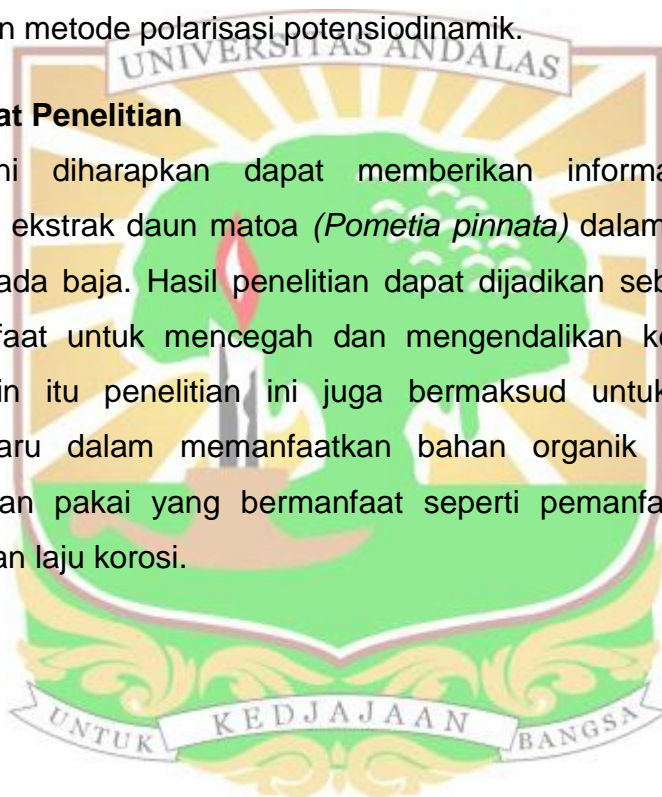 n metode polarisasi potensiodinamik.
UNIVERSITAS ANDALAS
at Penelitian
ni diharapkan dapat memberikan informa
ekstrak daun matoa (Pometia pinnata) dalam
ada baja. Hasil penelitian dapat dijadikan seb
faat untuk mencegah dan mengendalikan k
in itu penelitian ini juga bermaksud untuk
aru dalam memanfaatkan bahan organik
an pakai yang bermanfaat seperti pemanfa
an laju korosi.
UNTUK KEDJAJAAN BANGSA